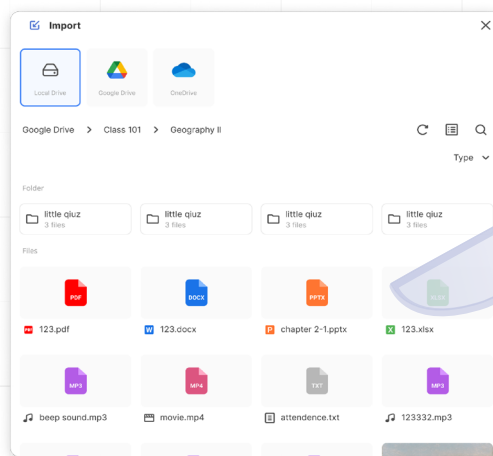 Import
Local Drive
Google Drive
OneDrive
Google Drive > Class 101 > Geography II
Type
Folder
little qiuz
3 files
little qiuz
3 files
little qiuz
3 files
little qiuz
3 files
Files
PDF
DOCX
PPTX
XLSX
PDF 123.pdf
W 123.docx
P chapter 2-1.pptx
X 123.xlsx
MP3
MP4
TXT
MP3
beep sound.mp3
movie.mp4
attendence.txt
123332.mp3